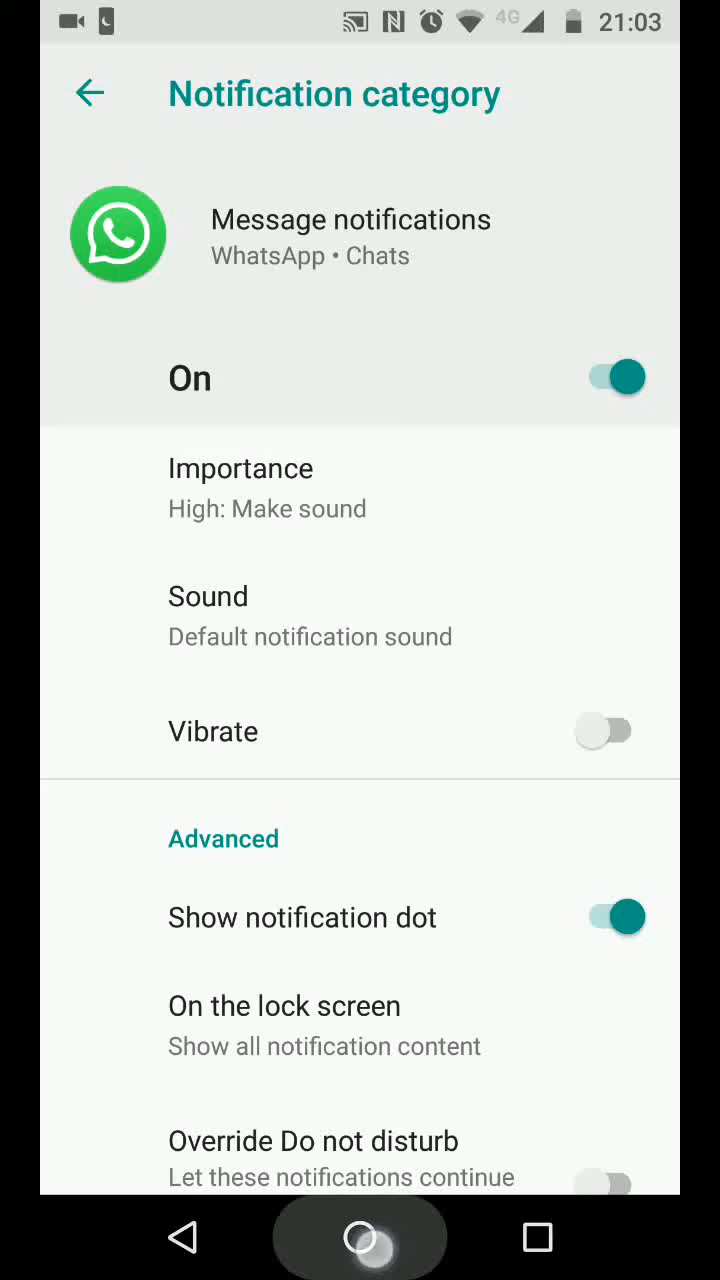 4G 21:03
Notification category
Message notifications
WhatsApp • Chats
On
Importance
High: Make sound
Sound
Default notification sound
Vibrate
Advanced
Show notification dot
On the lock screen
Show all notification content
Override Do not disturb
Let these notifications continue